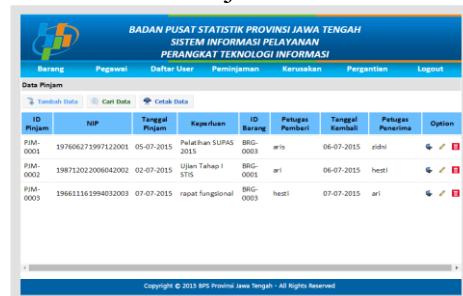 BADAN PUSAT STATISTIK PROVINSI JAWA TENGAH
SISTEM INFORMASI PELAYANAN
PERANGKAT TEKNOLOGI INFORMASI
Barang Pegawai Daftar User Peminjaman Kerusakan Pergantian Logout
Data Pinjam
Tambah Data Cari Data Cetak Data
ID Pinjam NIP Tanggal Pinjam Keperluan ID Barang Petugas Pemberi Tanggal Kembali Petugas Penerima Option
PJM-0001 197606271997122001 05-07-2015 Pelatihan SUPAS 2015 BRG-0003 aris 06-07-2015 zidni
PJM-0002 198712022006042002 02-07-2015 Ujian Tahap I STIS BRG-0002 ari 06-07-2015 hesti
PJM-0003 196611161994032003 07-07-2015 rapat fungsional BRG-0003 hesti 07-07-2015 ari
Copyright © 2015 BPS Provinsi Jawa Tengah - All Rights Reserved